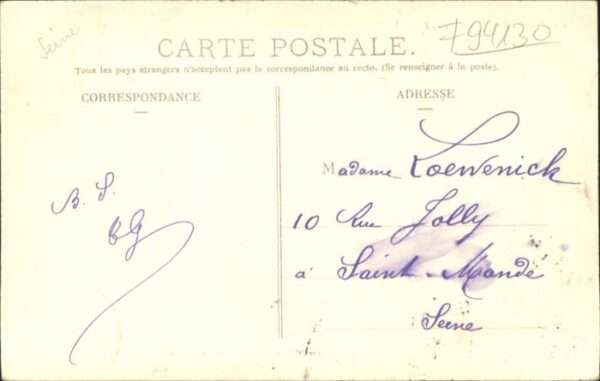 Seine
794130
CARTE POSTALE.
Tous les pays étrangers n'acceptent pas la correspondance au recto. (Se renseigner à la poste).
CORRESPONDANCE
ADRESSE
Madame Loewenick
10 Rue Jolly
à Saint-Mandé
Seine
B. S.